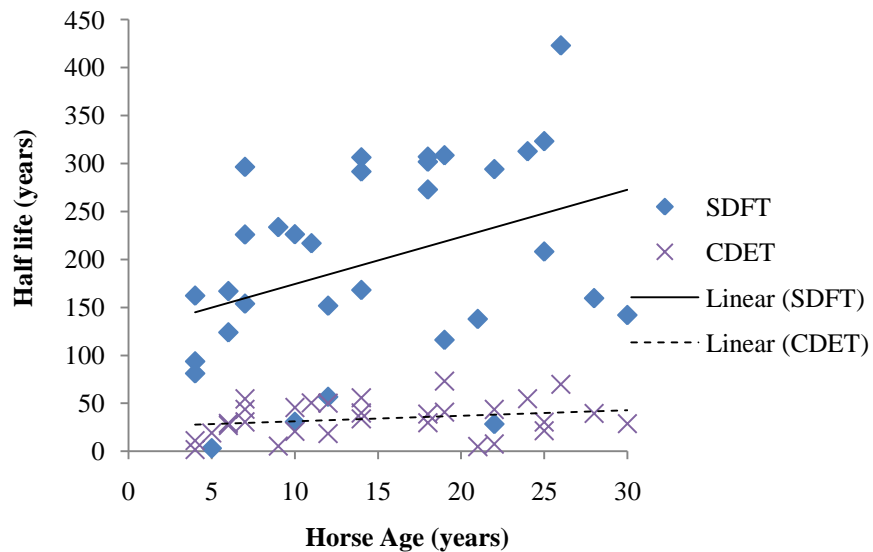 450
400
350
300
250
200
150
100
50
0
Half life (years)
0 5 10 15 20 25 30
Horse Age (years)
SDFT
CDET
Linear (SDFT)
Linear (CDET)